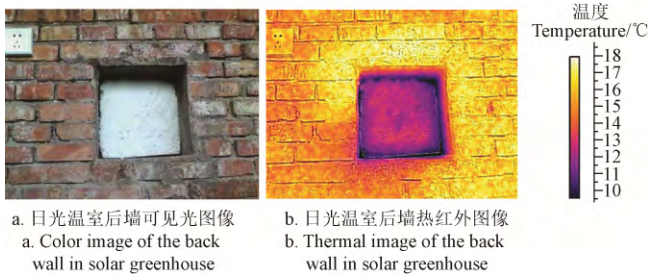 温度
Temperature/℃
18
17
16
15
14
13
12
11
10
a. 日光温室后墙可见光图像
a. Color image of the back
wall in solar greenhouse
b. 日光温室后墙热红外图像
b. Thermal image of the back
wall in solar greenhouse